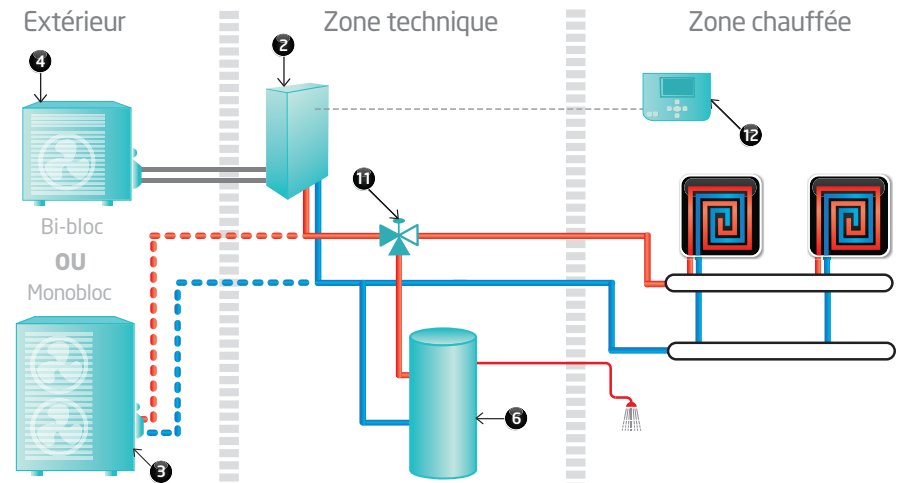 Extérieur
Zone technique
Zone chauffée
4
2
12
11
Bi-bloc
OU
Monobloc
6
3